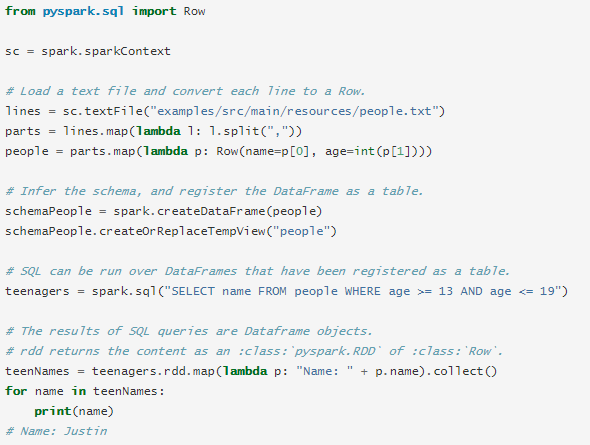 from pyspark.sql import Row
sc = spark.sparkContext
# Load a text file and convert each line to a Row.
lines = sc.textFile("examples/src/main/resources/people.txt")
parts = lines.map(lambda l: l.split(","))
people = parts.map(lambda p: Row(name=p[0], age=int(p[1])))
# Infer the schema, and register the DataFrame as a table.
schemaPeople = spark.createDataFrame(people)
schemaPeople.createOrReplaceTempView("people")
# SQL can be run over DataFrames that have been registered as a table.
teenagers = spark.sql("SELECT name FROM people WHERE age >= 13 AND age <= 19")
# The results of SQL queries are Dataframe objects.
# rdd returns the content as an :class:`pyspark.RDD` of :class:`Row`.
teenNames = teenagers.rdd.map(lambda p: "Name: " + p.name).collect()
for name in teenNames:
    print(name)
# Name: Justin